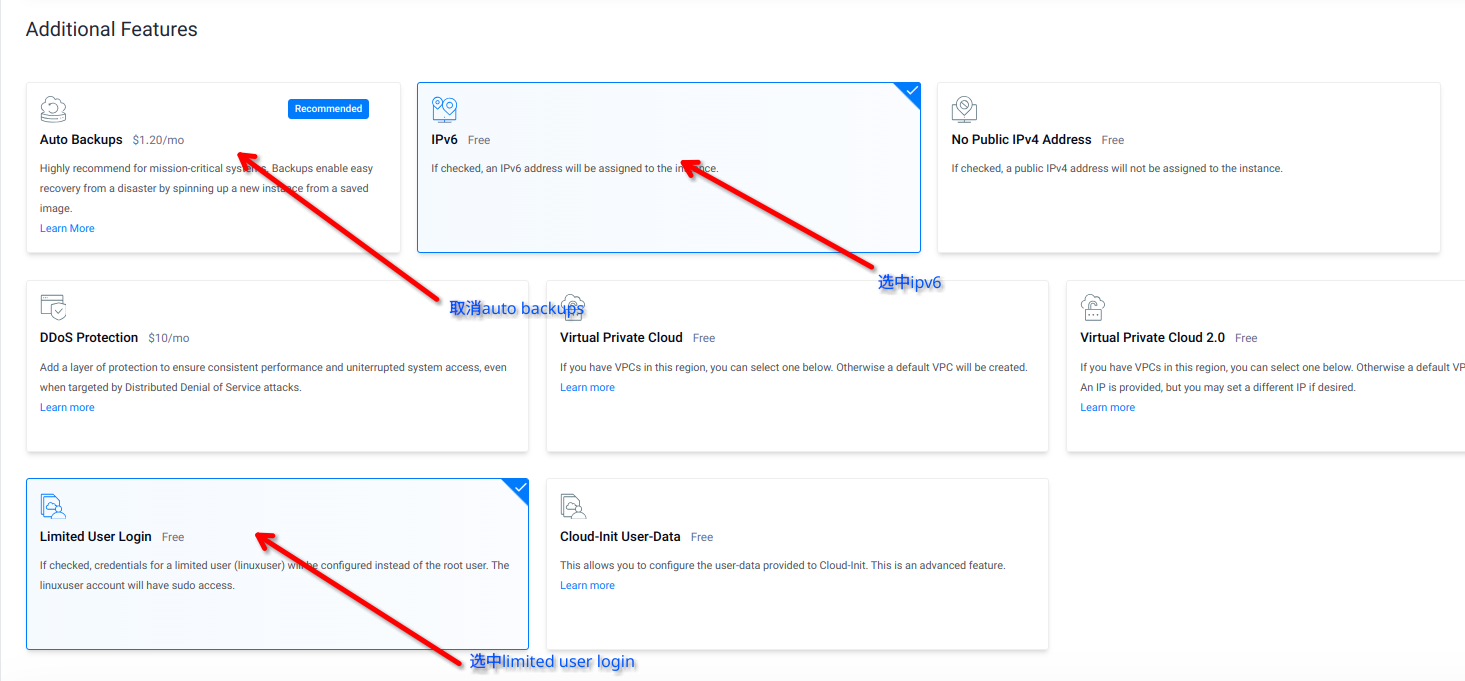 Additional Features
Recommended
Auto Backups $1.20/mo
Highly recommend for mission-critical systems. Backups enable easy
recovery from a disaster by spinning up a new instance from a saved
image.
Learn More
IPv6 Free
If checked, an IPv6 address will be assigned to the instance.
No Public IPv4 Address Free
If checked, a public IPv4 address will not be assigned to the instance.
选中ipv6
取消auto backups
DDoS Protection $10/mo
Add a layer of protection to ensure consistent performance and uniterrupted system access, even
when targeted by Distributed Denial of Service attacks.
Learn more
Virtual Private Cloud Free
If you have VPCs in this region, you can select one below. Otherwise a default VPC will be created.
Learn more
Virtual Private Cloud 2.0 Free
If you have VPCs in this region, you can select one below. Otherwise a default VP
An IP is provided, but you may set a different IP if desired.
Learn more
Limited User Login Free
If checked, credentials for a limited user (linuxuser) will be configured instead of the root user. The
linuxuser account will have sudo access.
Cloud-Init User-Data Free
This allows you to configure the user-data provided to Cloud-Init. This is an advanced feature.
Learn more
选中limited user login